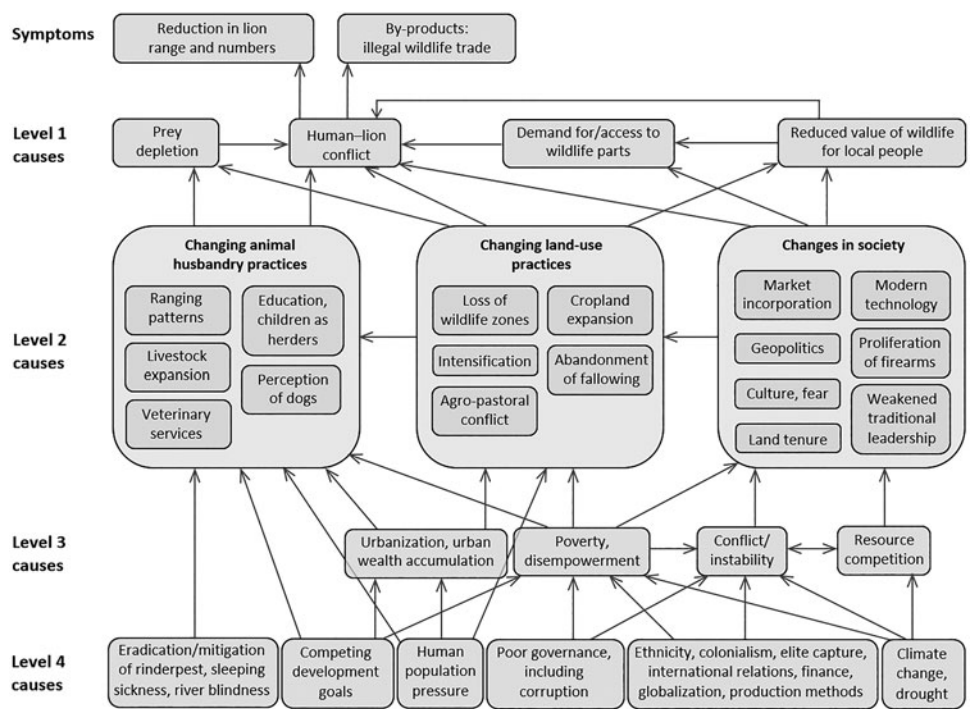 Symptoms
Reduction in lion
range and numbers
By-products:
illegal wildlife trade
Level 1
causes
Prey
depletion
Human–lion
conflict
Demand for/access to
wildlife parts
Reduced value of wildlife
for local people
Level 2
causes
Changing animal
husbandry practices
Ranging
patterns
Education,
children as
herders
Livestock
expansion
Perception
of dogs
Veterinary
services
Changing land-use
practices
Loss of
wildlife zones
Cropland
expansion
Intensification
Abandonment
of fallowing
Agro-pastoral
conflict
Changes in society
Market
incorporation
Modern
technology
Geopolitics
Proliferation
of firearms
Culture, fear
Weakened
traditional
leadership
Land tenure
Level 3
causes
Urbanization, urban
wealth accumulation
Poverty,
disempowerment
Conflict/
instability
Resource
competition
Level 4
causes
Eradication/mitigation
of rinderpest, sleeping
sickness, river blindness
Competing
development
goals
Human
population
pressure
Poor governance,
including
corruption
Ethnicity, colonialism, elite capture,
international relations, finance,
globalization, production methods
Climate
change,
drought